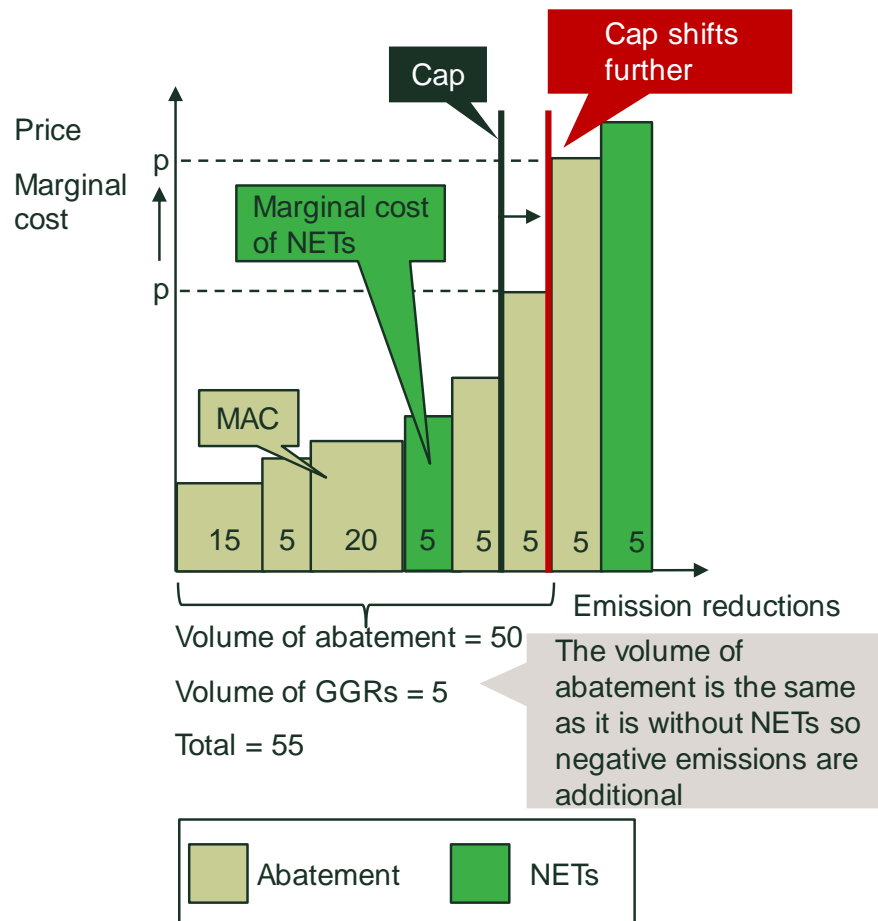 Cap shifts
further
Cap
Price
p
Marginal
cost
Marginal cost
of NETs
p
MAC
15
5
20
5
5
5
5
5
Emission reductions
Volume of abatement = 50
Volume of GGRs = 5
Total = 55
The volume of
abatement is the same
as it is without NETs so
negative emissions are
additional
Abatement
NETs